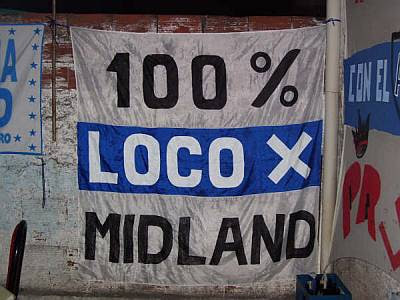 100%
LOCO X
MIDLAND
CON EL